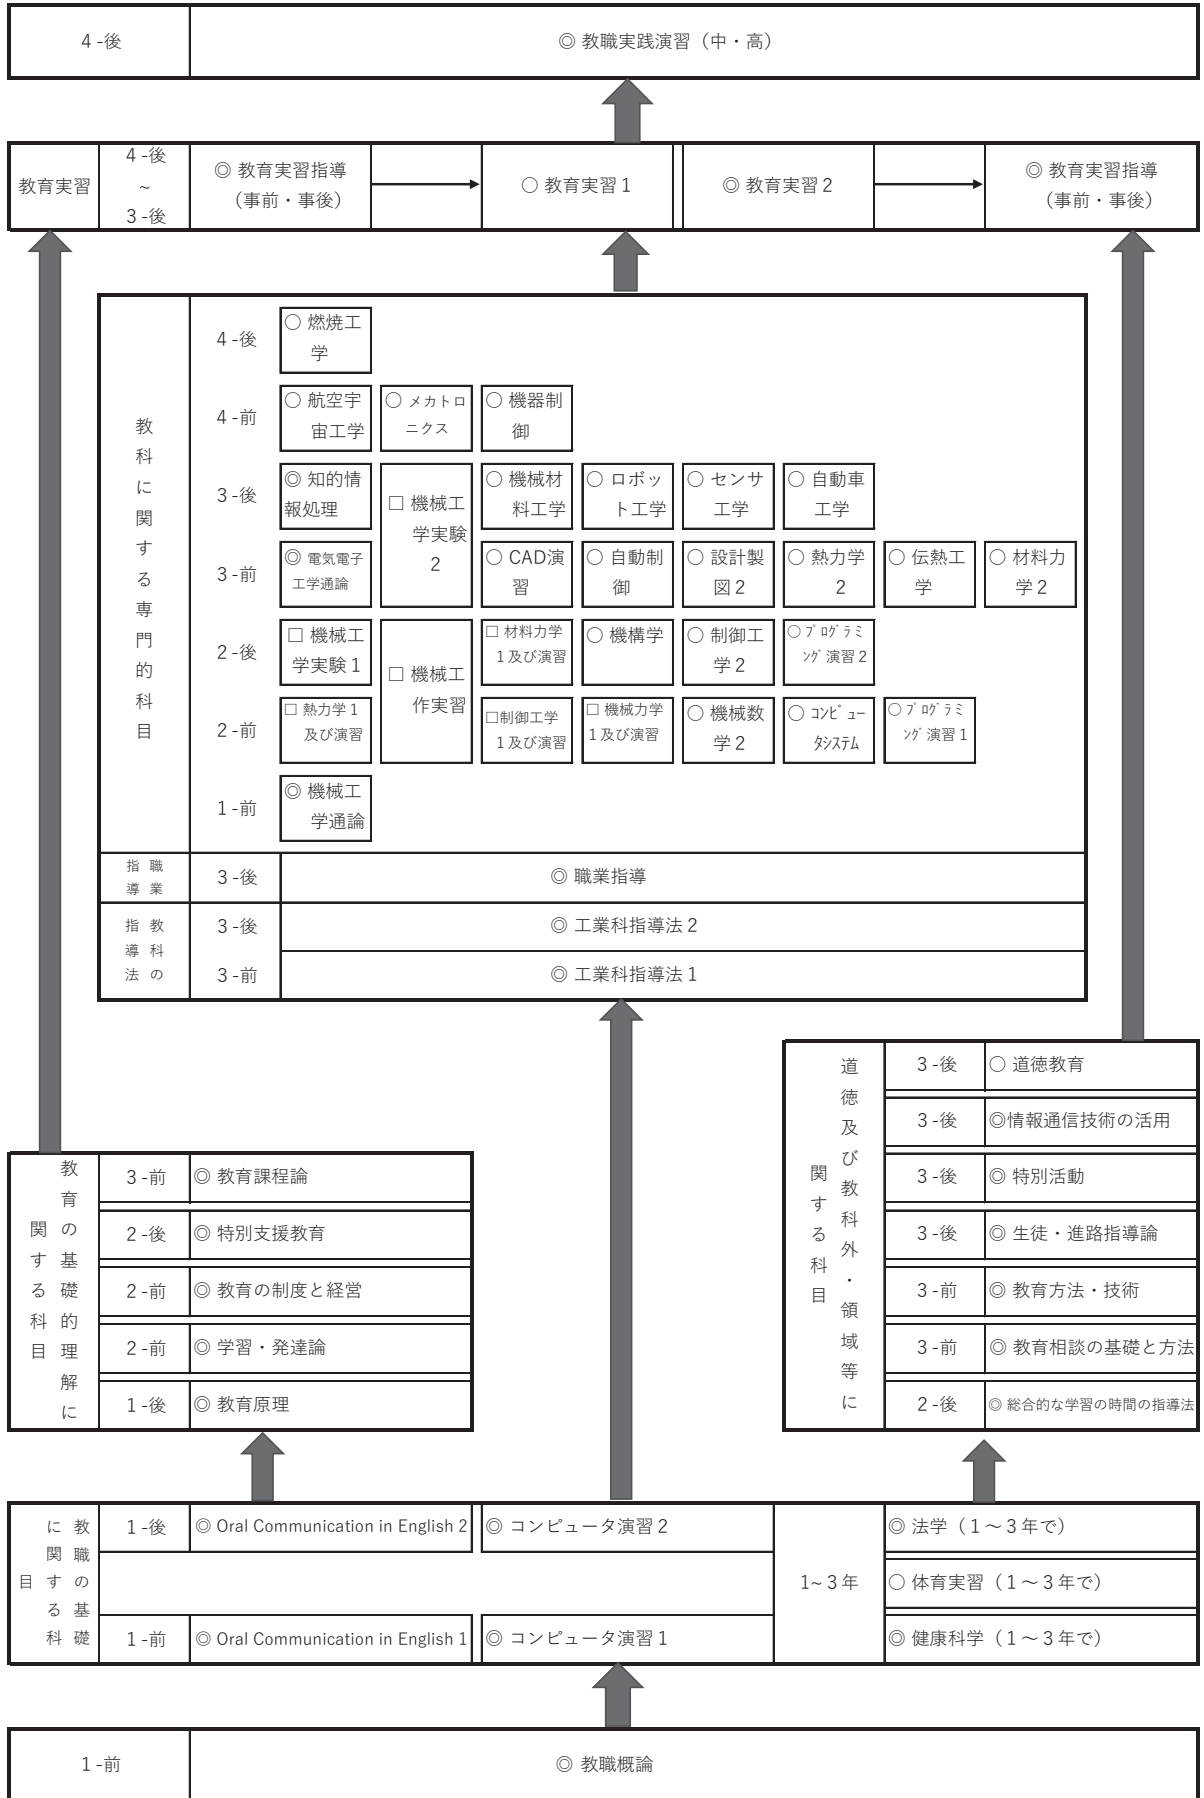 4-後
◎ 教職実践演習（中・高）
教育実習
4-後
~
3-後
◎ 教育実習指導
（事前・事後）
○ 教育実習1
◎ 教育実習2
◎ 教育実習指導
（事前・事後）
教科に関する専門的科目
4-後
○ 燃焼工
学
4-前
○ 航空宇
宙工学
○ メカトロ
ニクス
○ 機器制
御
3-後
◎ 知的情
報処理
□ 機械工
学実験
2
○ 機械材
料工学
○ ロボッ
ト工学
○ センサ
工学
○ 自動車
工学
3-前
◎ 電気電子
工学通論
○ CAD演
習
○ 自動制
御
○ 設計製
図2
○ 熱力学
2
○ 伝熱工
学
○ 材料力
学2
2-後
□ 機械工
学実験1
□ 機械工
作実習
□ 材料力学
1及び演習
○ 機構学
○ 制御工
学2
○ﾌﾟﾛｸﾞﾗﾐ
ﾝｸﾞ演習2
2-前
□ 熱力学1
及び演習
□制御工学
1及び演習
□ 機械力学
1及び演習
○ 機械数
学2
○ ｺﾝﾋﾟｭｰ
ﾀｼｽﾃﾑ
○ﾌﾟﾛｸﾞﾗﾐ
ﾝｸﾞ演習1
1-前
◎ 機械工
学通論
職業
指導
3-後
◎ 職業指導
教科の
指導法
3-後
◎ 工業科指導法2
3-前
◎ 工業科指導法1
道徳及び教科外・領域等に
関する科目
3-後
○ 道徳教育
3-後
◎情報通信技術の活用
3-後
◎ 特別活動
3-後
◎ 生徒・進路指導論
3-前
◎ 教育方法・技術
3-前
◎ 教育相談の基礎と方法
2-後
◎ 総合的な学習の時間の指導法
教育の基礎的理解に
関する科目
3-前
◎ 教育課程論
2-後
◎ 特別支援教育
2-前
◎ 教育の制度と経営
2-前
◎ 学習・発達論
1-後
◎ 教育原理
教職の基礎
に関する科
目
1-後
◎ Oral Communication in English 2
◎ コンピュータ演習2
1-前
◎ Oral Communication in English 1
◎ コンピュータ演習1
1~3年
◎ 法学（1～3年で）
○ 体育実習（1～3年で）
◎ 健康科学（1～3年で）
1-前
◎ 教職概論